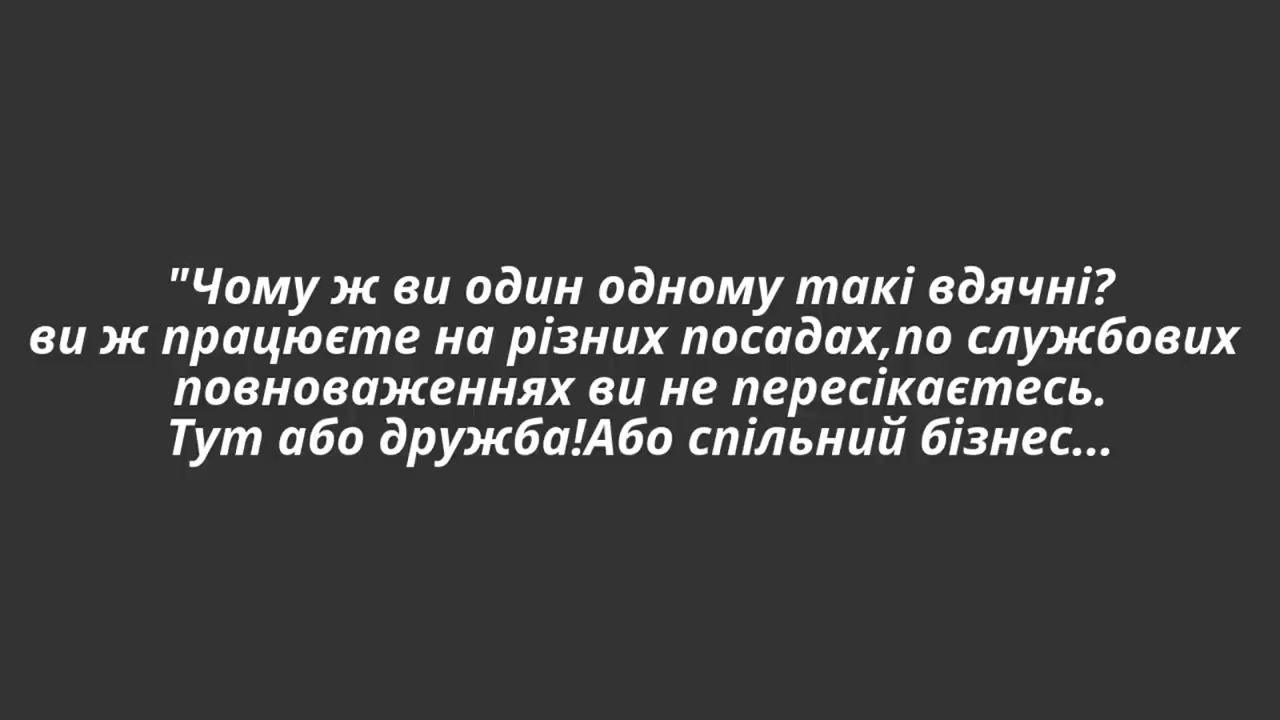 "Чому ж ви один одному такі вдячні?
ви ж працюєте на різних посадах,по службових
повноваженнях ви не пересікаєтесь.
Тут або дружба!Або спільний бізнес...